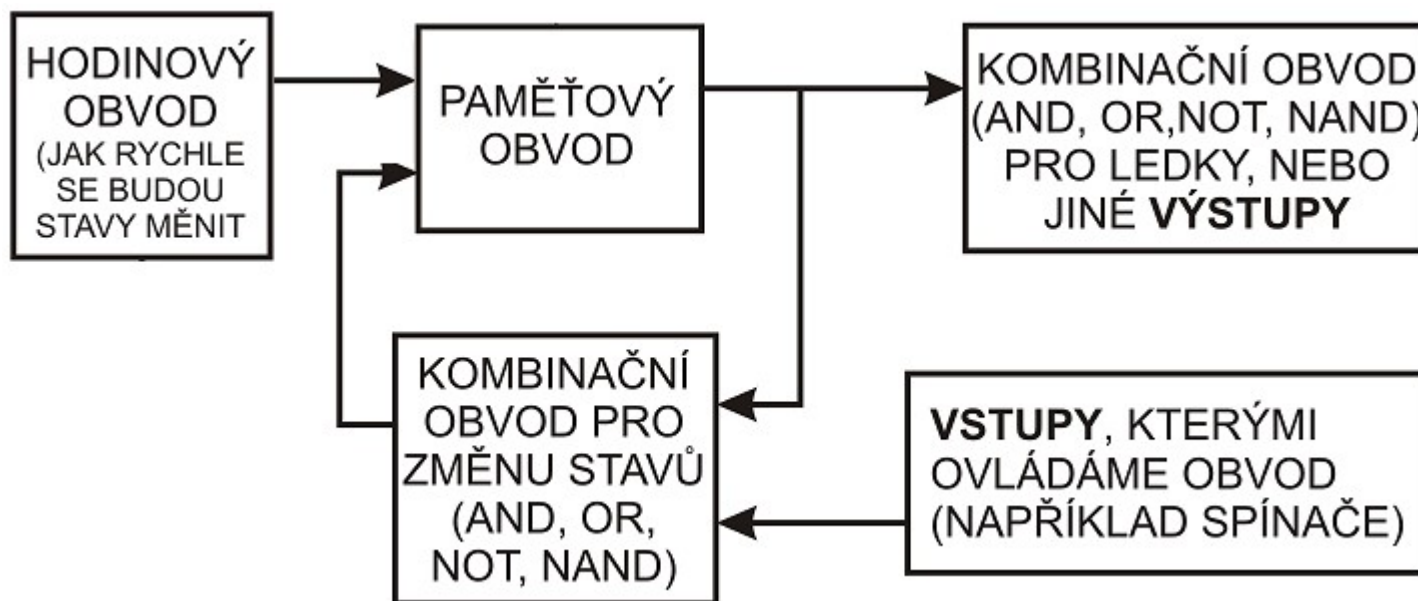 HODINOVÝ
OBVOD
(JAK RYCHLE
SE BUDOU
STAVY MĚNIT
PAMĚŤOVÝ
OBVOD
KOMBINAČNÍ OBVOD
(AND, OR,NOT, NAND)
PRO LEDKY, NEBO
JINÉ VÝSTUPY
KOMBINAČNÍ
OBVOD PRO
ZMĚNU STAVŮ
(AND, OR,
NOT, NAND)
VSTUPY, KTERÝMI
OVLÁDÁME OBVOD
(NAPŘÍKLAD SPÍNAČE)